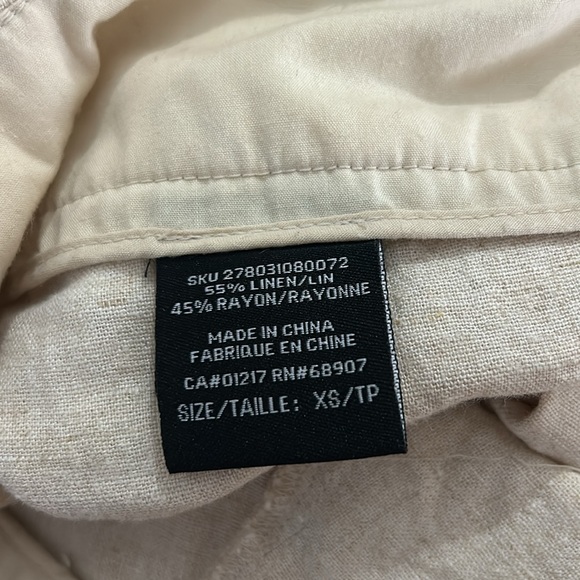 SKU 278031080072
55% LINEN/LIN
45% RAYON/RAYONNE
MADE IN CHINA
FABRIQUE EN CHINE
CA#01217 RN#68907
SIZE/TAILLE: XS/TP